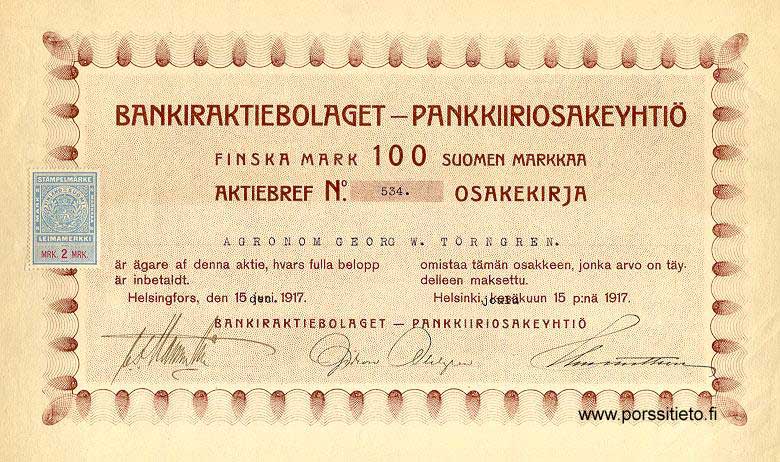 BANKIRAKTIEBOLAGET — PANKKIIRIOSAKEYHTIÖ
FINSKA MARK 100 SUOMEN MARKKAA
AKTIEBREF No. 534. OSAKEKIRJA
STÄMPELMÄRKE
LEIMAMERKKI
MRK. 2 MRK.
AGRONOM GEORG W. TÖRNGREN.
är ägare af denna aktie, hvars fulla belopp
är inbetaldt.
Helsingfors, den 15 juni 1917.
omistaa tämän osakkeen, jonka arvo on täy-
delleen maksettu.
Helsinki, kesäkuun 15 p:nä 1917.
BANKIRAKTIEBOLAGET — PANKKIIRIOSAKEYHTIÖ
www.porssitieto.fi